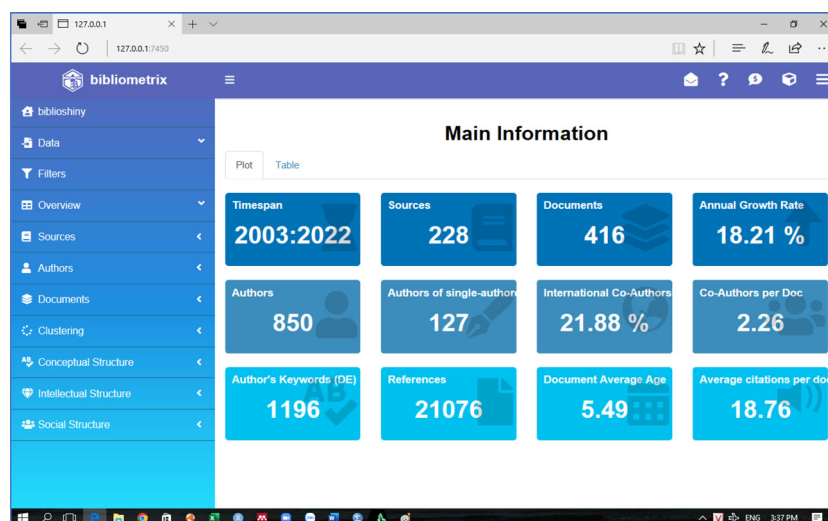 127.0.0.1
127.0.0.1:7450
bibliometrix
biblioshiny
Data
Filters
Overview
Sources
Authors
Documents
Clustering
Conceptual Structure
Intellectual Structure
Social Structure
Main Information
Plot Table
Timespan
2003:2022
Sources
228
Documents
416
Annual Growth Rate
18.21 %
Authors
850
Authors of single-author
127
International Co-Authors
21.88 %
Co-Authors per Doc
2.26
Author's Keywords (DE)
1196
References
21076
Document Average Age
5.49
Average citations per do
18.76
ENG 3:37 PM